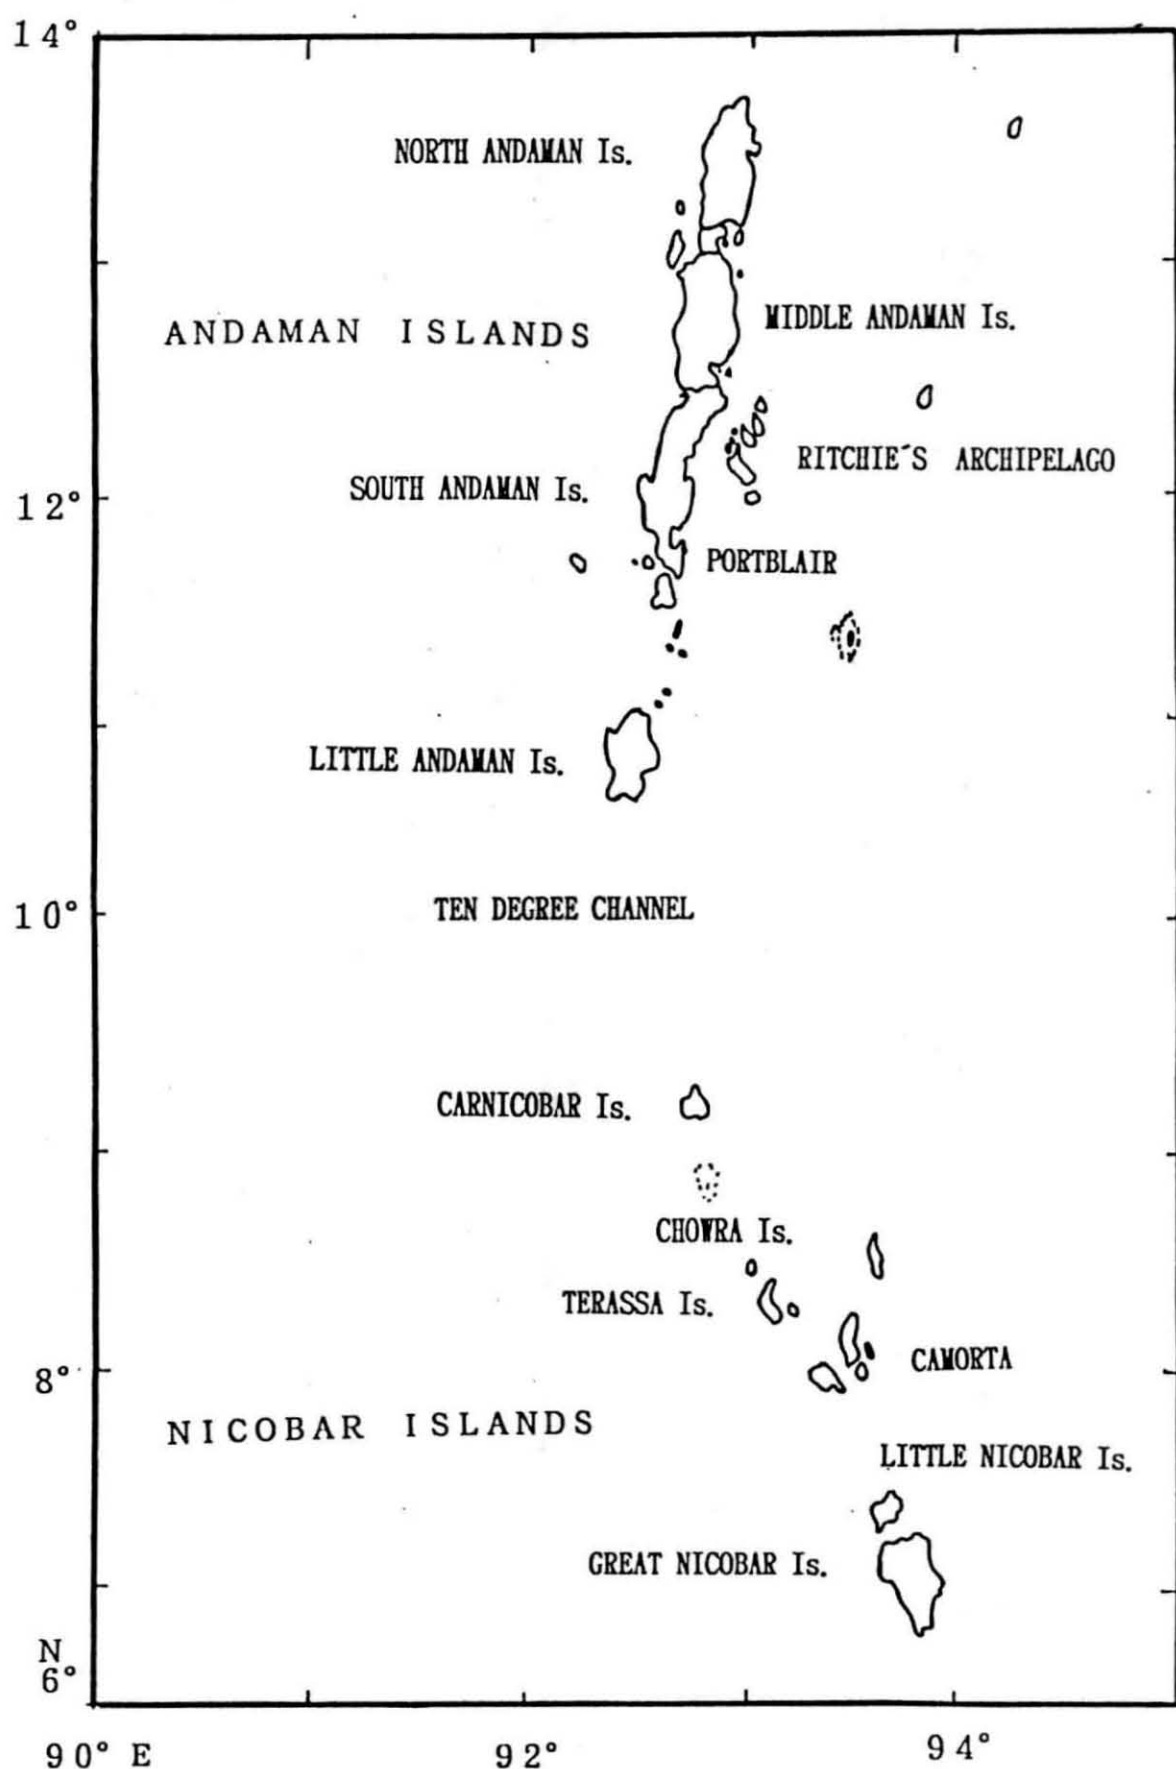 14°
NORTH ANDAMAN Is.
ANDAMAN ISLANDS
MIDDLE ANDAMAN Is.
RITCHIE´S ARCHIPELAGO
SOUTH ANDAMAN Is.
12°
PORTBLAIR
LITTLE ANDAMAN Is.
10°
TEN DEGREE CHANNEL
CARNICOBAR Is.
CHOWRA Is.
TERASSA Is.
8°
CAMORTA
NICOBAR ISLANDS
LITTLE NICOBAR Is.
GREAT NICOBAR Is.
N
6°
90° E
92°
94°